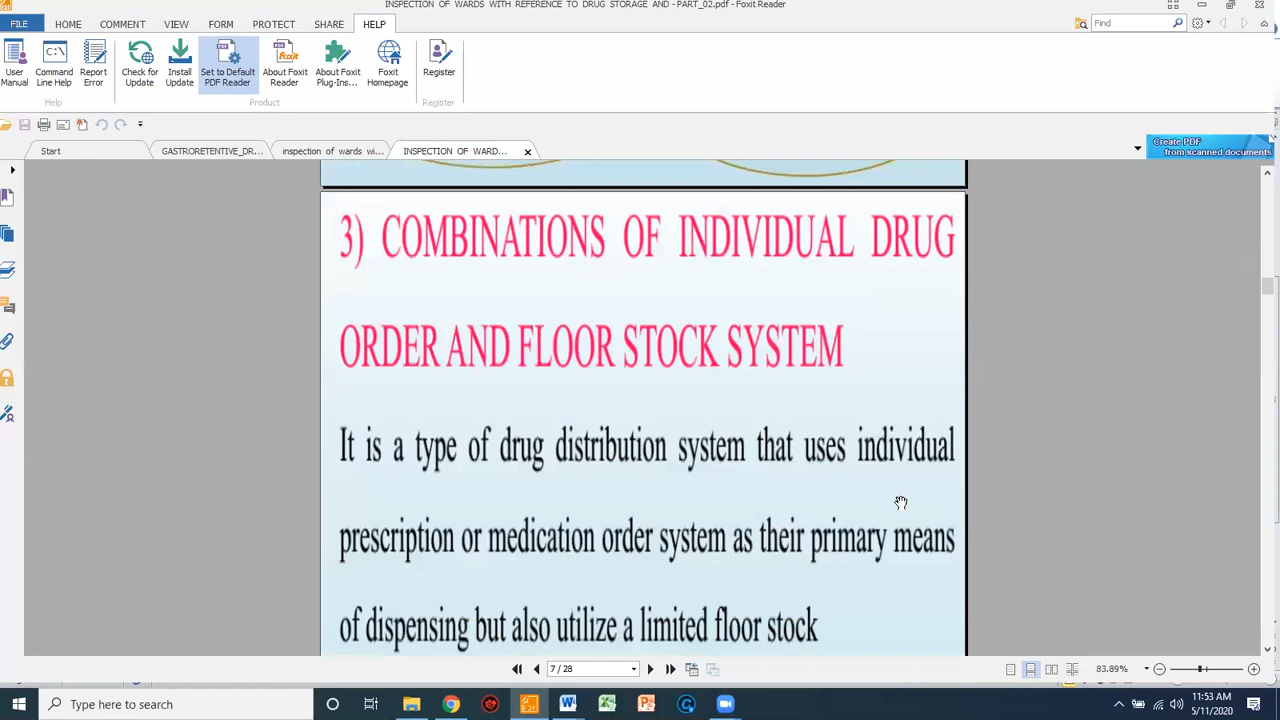 INSPECTION OF WARDS WITH REFERENCE TO DRUG STORAGE AND - PART_02.pdf - Foxit Reader
FILE HOME COMMENT VIEW FORM PROTECT SHARE HELP Find
User Manual
Command Line Help
Report Error
Check for Update
Install Update
Set to Default PDF Reader
About Foxit Reader
About Foxit Plug-Ins...
Foxit Homepage
Register
Help Product Register
Start GASTRORETENTIVE_DR... inspection of wards wi... INSPECTION OF WARD...
Create PDF
from scanned documents
3) COMBINATIONS OF INDIVIDUAL DRUG
ORDER AND FLOOR STOCK SYSTEM
It is a type of drug distribution system that uses individual
prescription or medication order system as their primary means
of dispensing but also utilize a limited floor stock
7 / 28 83.89%
Type here to search
11:53 AM
5/11/2020